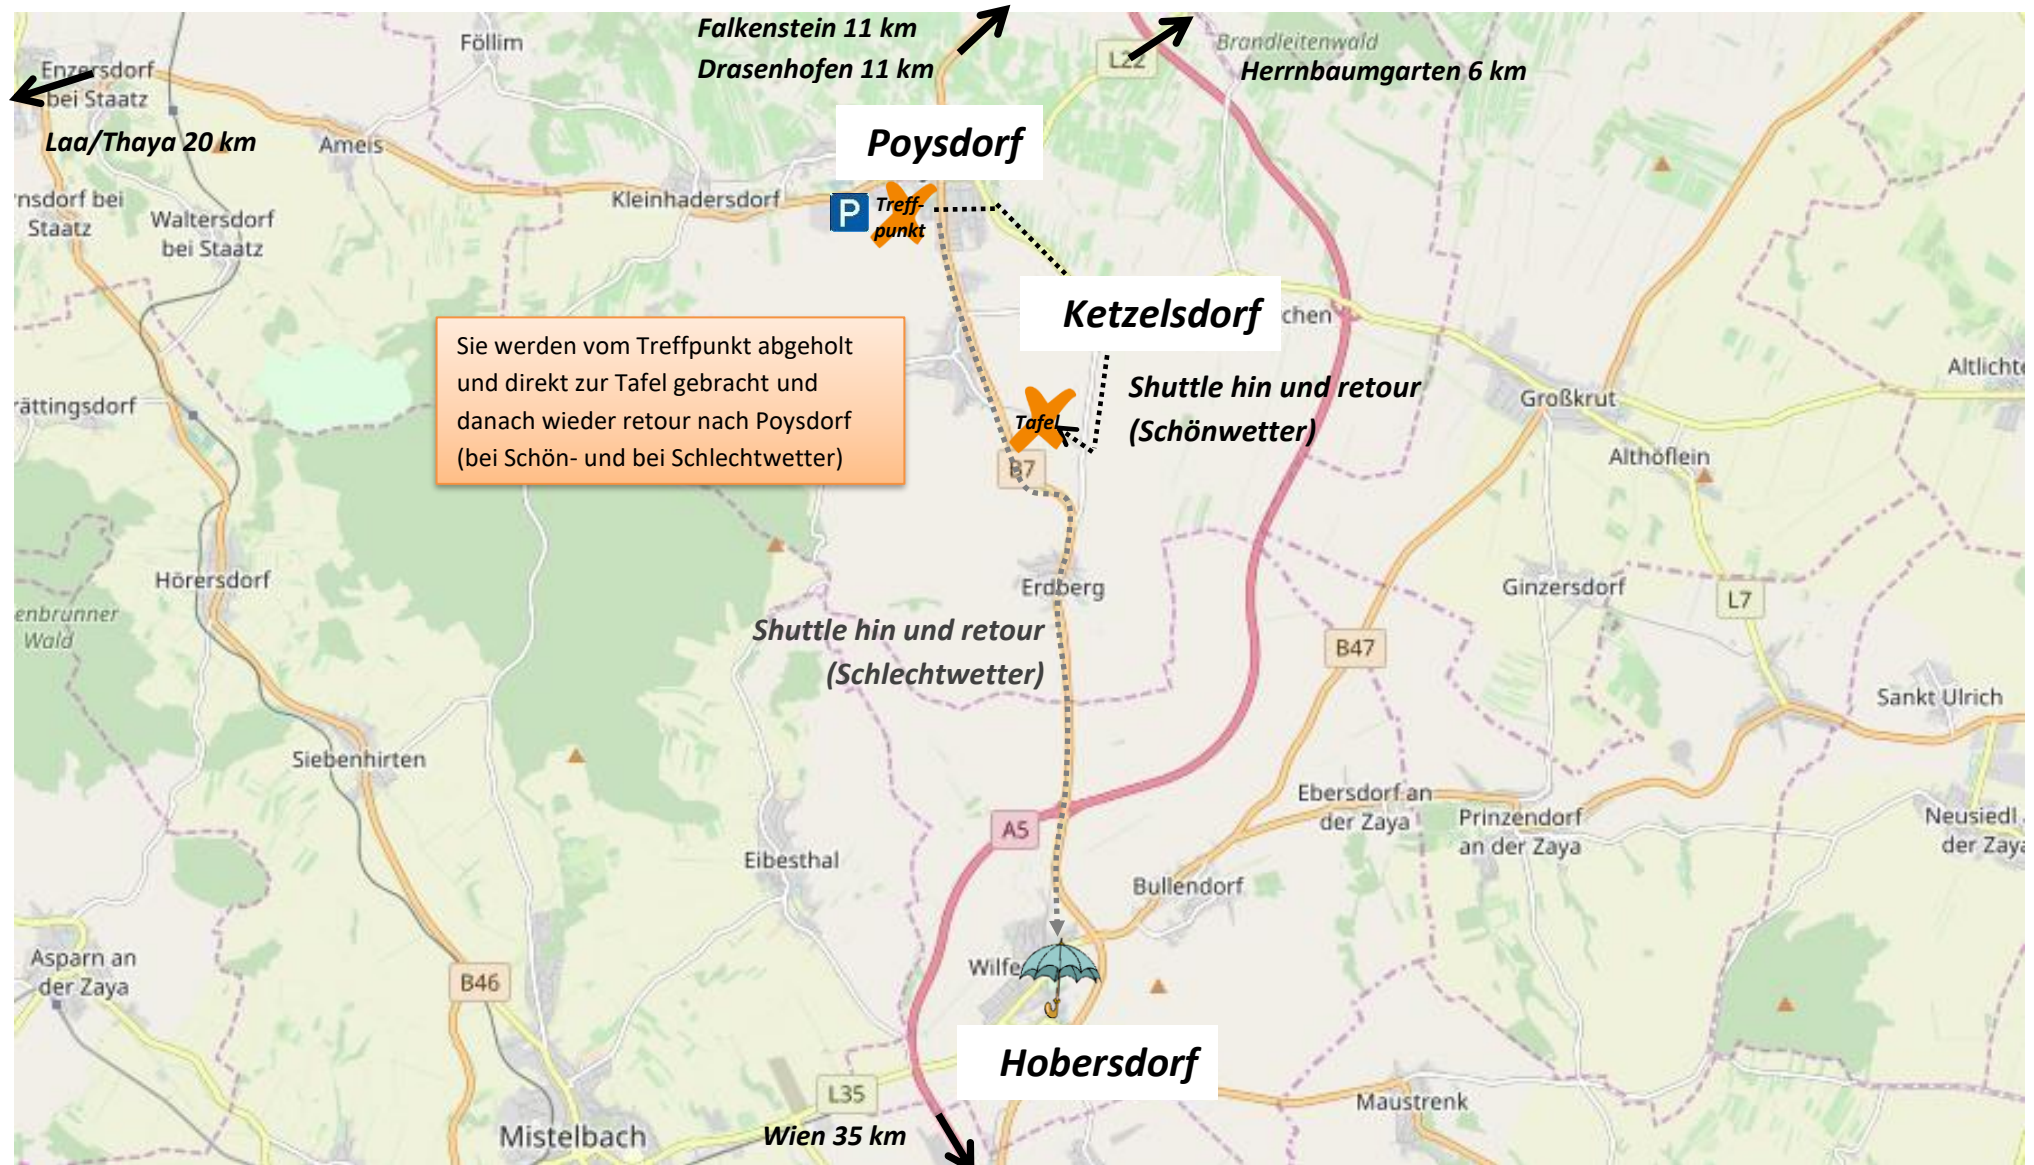 Falkenstein 11 km
Drasenhofen 11 km
Föllim
L22
Brandleitenwald
Herrnbaumgarten 6 km
Enzersdorf
bei Staatz
Laa/Thaya 20 km
Ameis
Poysdorf
Kleinhadersdorf
P
Treff-
punkt
rnsdorf bei
Staatz
Waltersdorf
bei Staatz
Ketzelsdorf
chen
Sie werden vom Treffpunkt abgeholt
und direkt zur Tafel gebracht und
danach wieder retour nach Poysdorf
(bei Schön- und bei Schlechtwetter)
Shuttle hin und retour
(Schönwetter)
Tafel
B7
Großkrut
Altlichte
rättingsdorf
Althöflein
Hörersdorf
Erdberg
Ginzersdorf
L7
enbrunner
Wald
Shuttle hin und retour
(Schlechtwetter)
B47
Sankt Ulrich
Siebenhirten
A5
Ebersdorf an
der Zaya
Prinzendorf
an der Zaya
Neusiedl
der Zaya
Eibesthal
Bullendorf
Asparn an
der Zaya
B46
Wilfe
Hobersdorf
L35
Maustrenk
Mistelbach
Wien 35 km